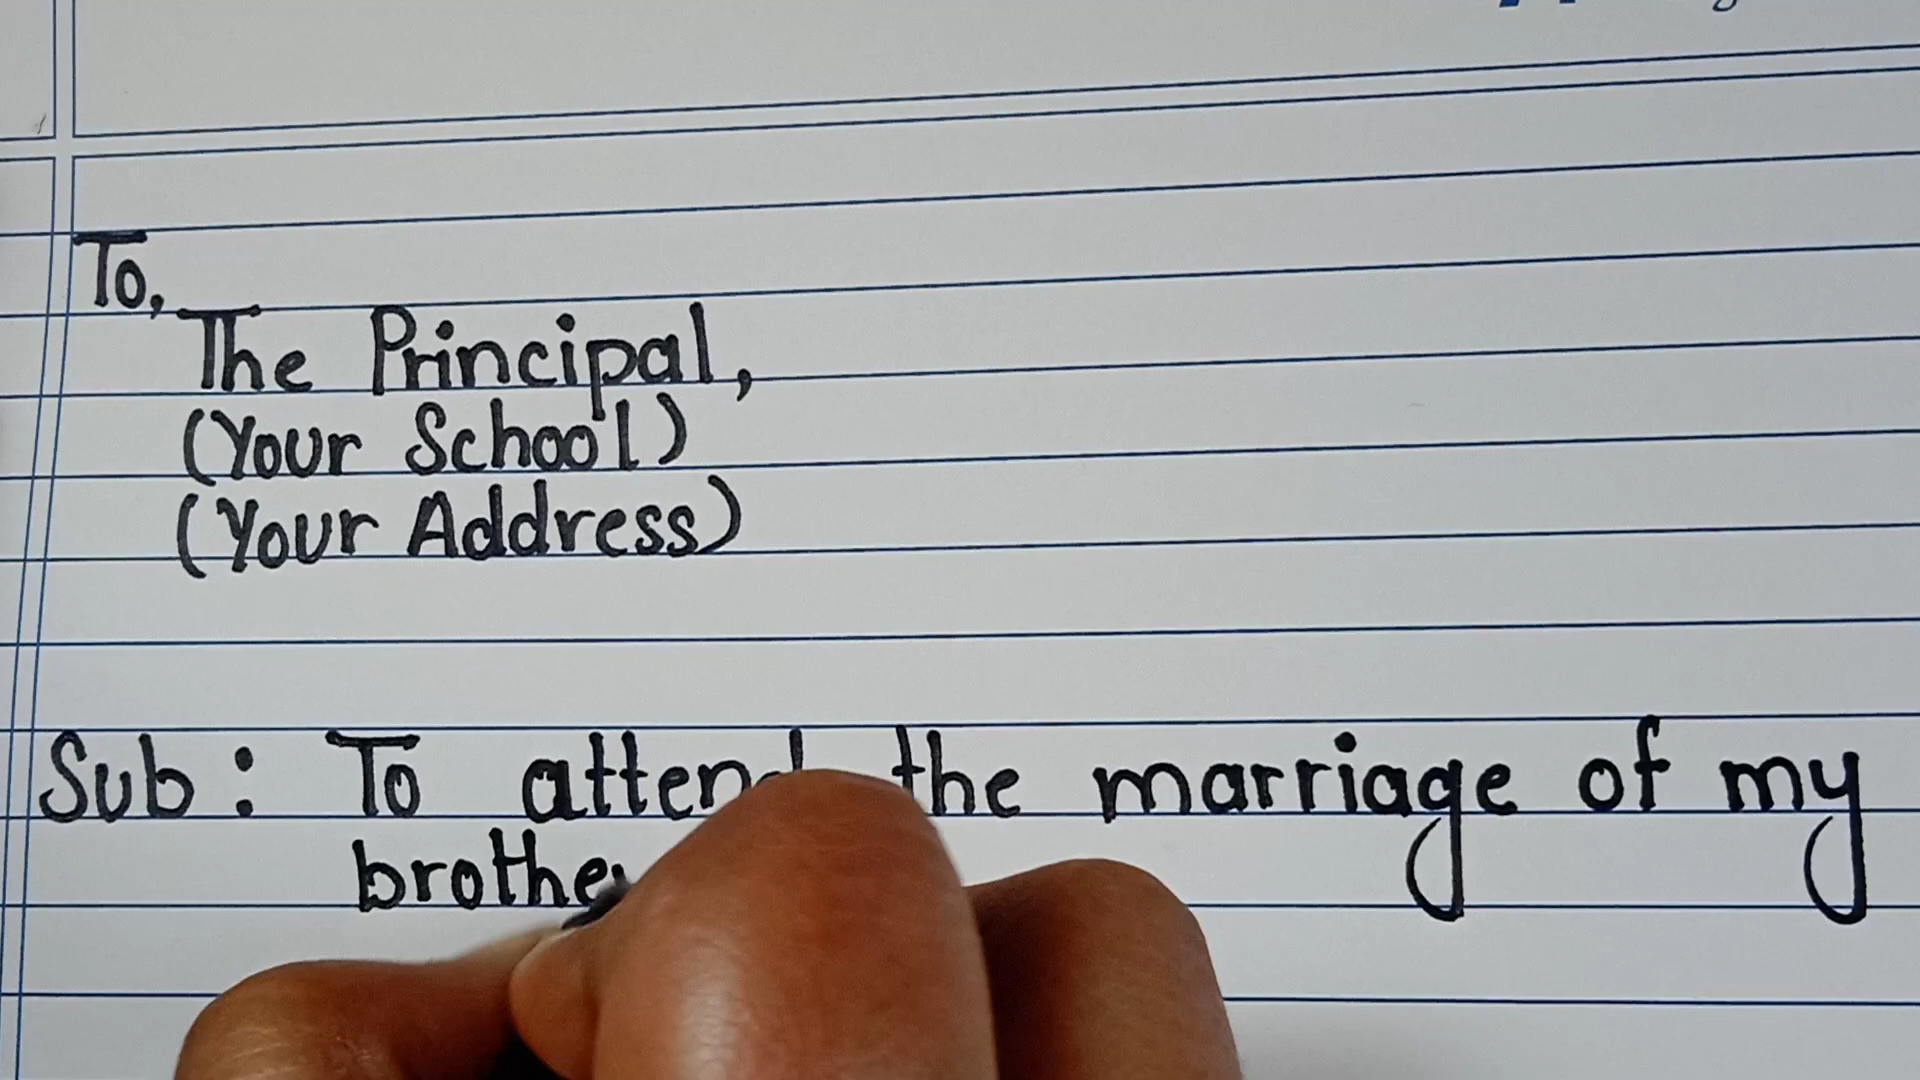 To,
The Principal,
(Your School)
(Your Address)
Sub: To attend the marriage of my
brothe